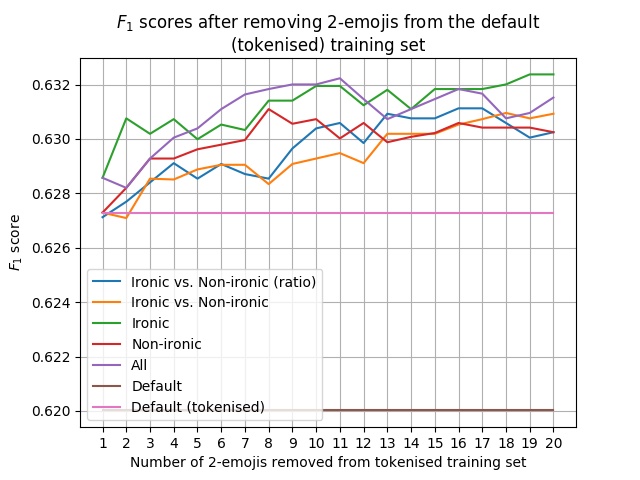 F₁ scores after removing 2-emojis from the default
(tokenised) training set
F₁ score
0.632
0.630
0.628
0.626
0.624
0.622
0.620
Ironic vs. Non-ironic (ratio)
Ironic vs. Non-ironic
Ironic
Non-ironic
All
Default
Default (tokenised)
1 2 3 4 5 6 7 8 9 10 11 12 13 14 15 16 17 18 19 20
Number of 2-emojis removed from tokenised training set